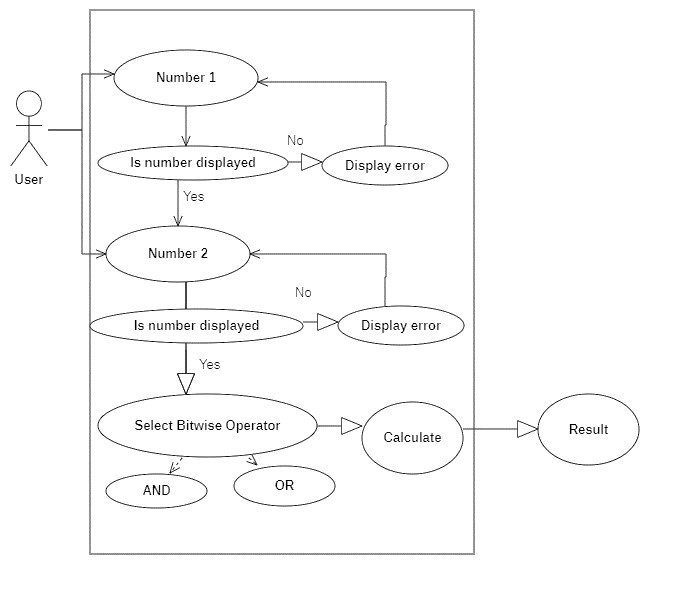 Number 1
No
Is number displayed
Display error
User
Yes
Number 2
No
Is number displayed
Display error
Yes
Select Bitwise Operator
Calculate
Result
AND
OR